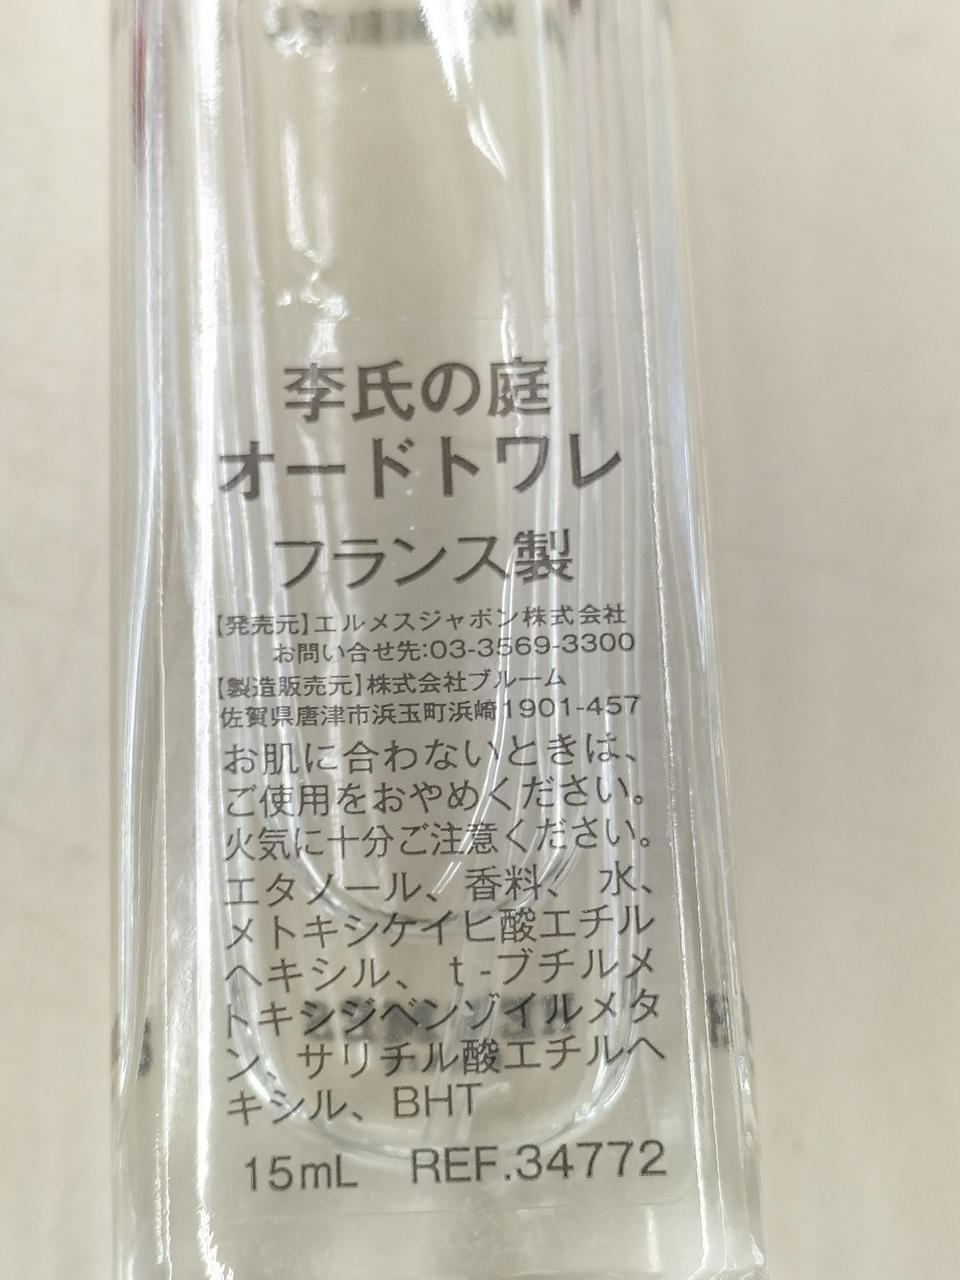 李氏の庭
オードトワレ
フランス製
【発売元】エルメスジャポン株式会社
お問い合せ先:03-3569-3300
【製造販売元】株式会社ブルーム
佐賀県唐津市浜玉町浜崎1901-457
お肌に合わないときは、
ご使用をおやめください。
火気に十分ご注意ください。
エタノール、香料、水、
メトキシケイヒ酸エチル
ヘキシル、t-ブチルメ
トキシジベンゾイルメタ
ン、サリチル酸エチルヘ
キシル、BHT
15mL REF.34772